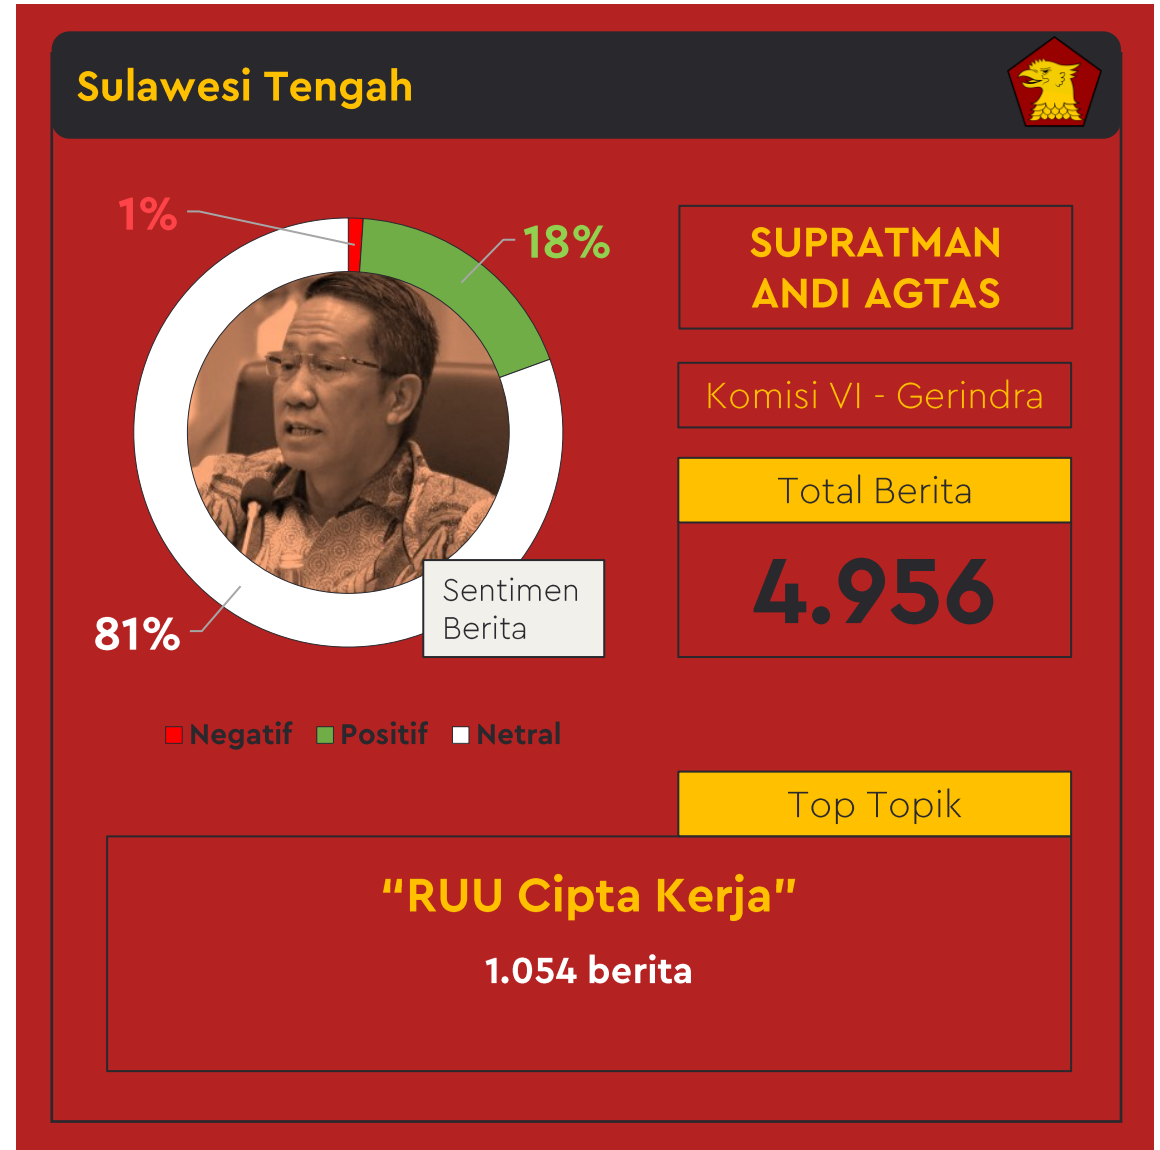 Sulawesi Tengah
1%
18%
81%
Sentimen
Berita
Negatif Positif Netral
SUPRATMAN
ANDI AGTAS
Komisi VI - Gerindra
Total Berita
4.956
Top Topik
“RUU Cipta Kerja”
1.054 berita